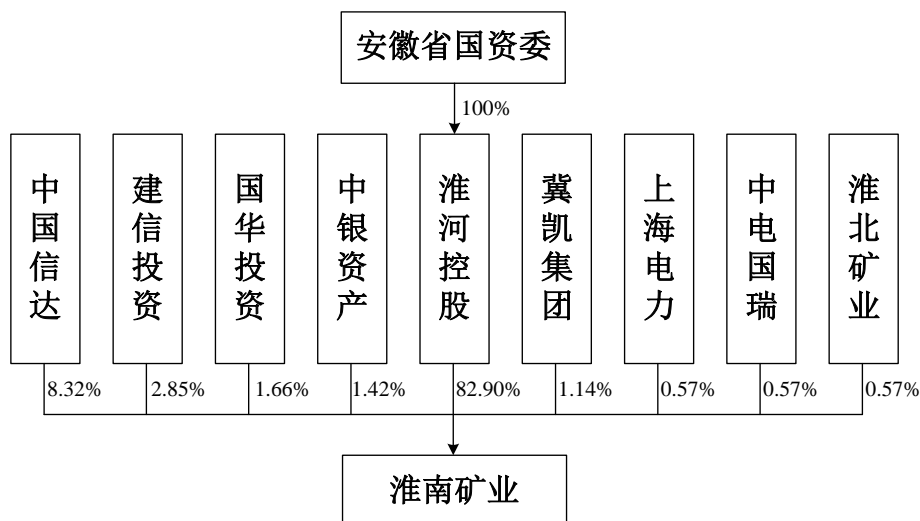 安徽省国资委
100%
中国信达
建信投资
国华投资
中银资产
淮河控股
冀凯集团
上海电力
中电国瑞
淮北矿业
8.32%
2.85%
1.66%
1.42%
82.90%
1.14%
0.57%
0.57%
0.57%
淮南矿业